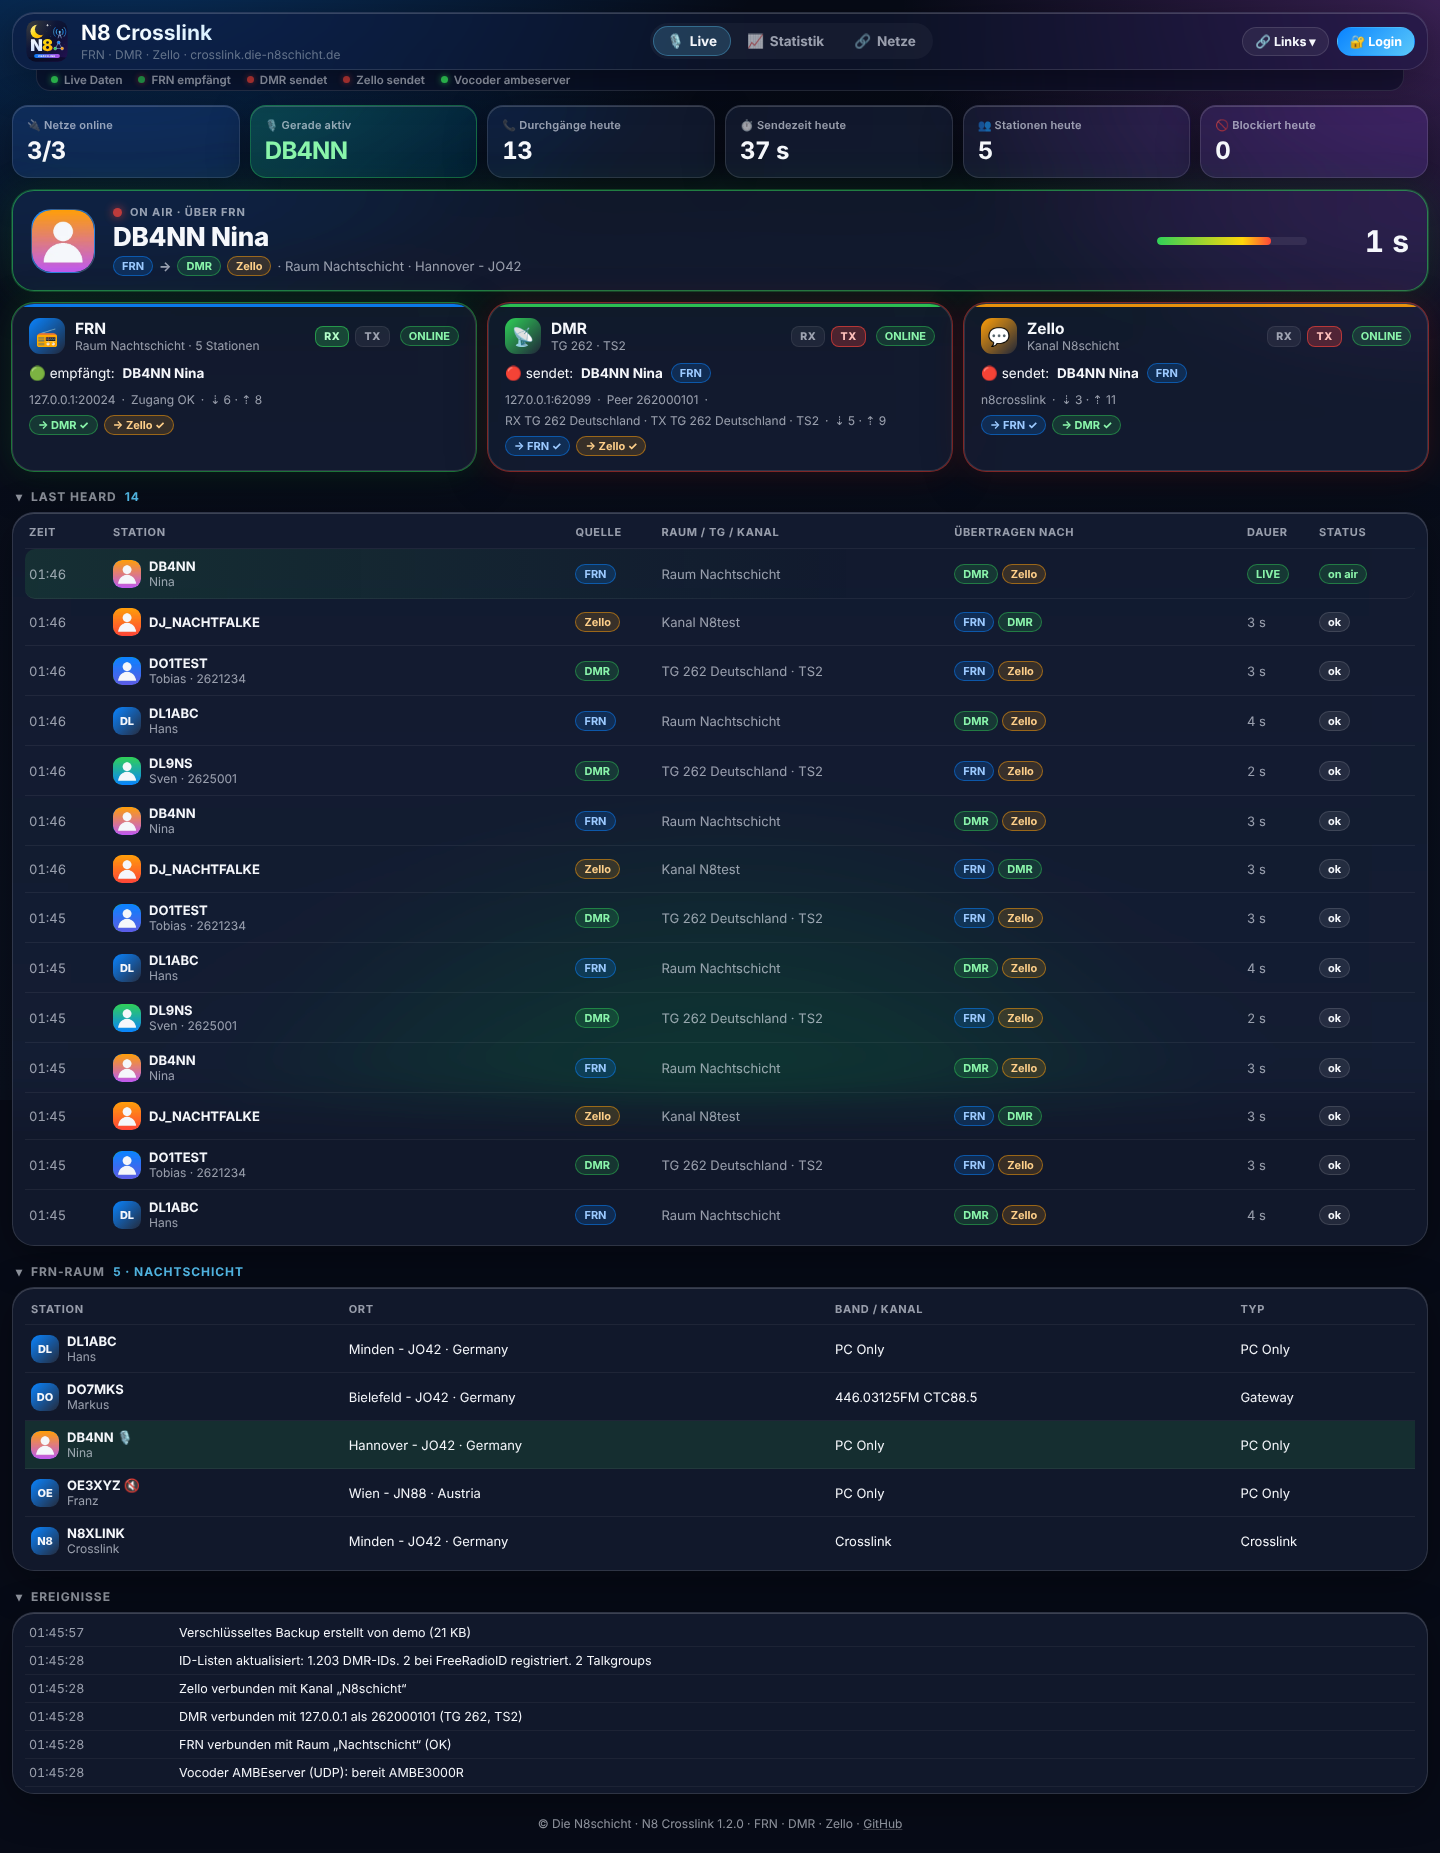 N8 Crosslink
FRN · DMR · Zello · crosslink.die-n8schicht.de
Live
Statistik
Netze
Links ▾
Login
Live Daten
FRN empfängt
DMR sendet
Zello sendet
Vocoder ambeserver
Netze online
3/3
Gerade aktiv
DB4NN
Durchgänge heute
13
Sendezeit heute
37 s
Stationen heute
5
Blockiert heute
0
ON AIR · ÜBER FRN
DB4NN Nina
FRN → DMR Zello · Raum Nachtschicht · Hannover - JO42
1 s
FRN
Raum Nachtschicht · 5 Stationen
RX TX ONLINE
empfängt: DB4NN Nina
127.0.0.1:20024 · Zugang OK · ↓ 6 · ↑ 8
→ DMR ✓ → Zello ✓
DMR
TG 262 · TS2
RX TX ONLINE
sendet: DB4NN Nina FRN
127.0.0.1:62099 · Peer 262000101 ·
RX TG 262 Deutschland · TX TG 262 Deutschland · TS2 · ↓ 5 · ↑ 9
→ FRN ✓ → Zello ✓
Zello
Kanal N8schicht
RX TX ONLINE
sendet: DB4NN Nina FRN
n8crosslink · ↓ 3 · ↑ 11
→ FRN ✓ → DMR ✓
▼ LAST HEARD 14
ZEIT STATION QUELLE RAUM / TG / KANAL ÜBERTRAGEN NACH DAUER STATUS
01:46 DB4NN FRN Raum Nachtschicht DMR Zello LIVE on air
Nina
01:46 DJ_NACHTFALKE Zello Kanal N8test FRN DMR 3 s ok
01:46 DO1TEST DMR TG 262 Deutschland · TS2 FRN Zello 3 s ok
Tobias · 2621234
01:46 DL DL1ABC FRN Raum Nachtschicht DMR Zello 4 s ok
Hans
01:46 DL9NS DMR TG 262 Deutschland · TS2 FRN Zello 2 s ok
Sven · 2625001
01:46 DB4NN FRN Raum Nachtschicht DMR Zello 3 s ok
Nina
01:46 DJ_NACHTFALKE Zello Kanal N8test FRN DMR 3 s ok
01:45 DO1TEST DMR TG 262 Deutschland · TS2 FRN Zello 3 s ok
Tobias · 2621234
01:45 DL DL1ABC FRN Raum Nachtschicht DMR Zello 4 s ok
Hans
01:45 DL9NS DMR TG 262 Deutschland · TS2 FRN Zello 2 s ok
Sven · 2625001
01:45 DB4NN FRN Raum Nachtschicht DMR Zello 3 s ok
Nina
01:45 DJ_NACHTFALKE Zello Kanal N8test FRN DMR 3 s ok
01:45 DO1TEST DMR TG 262 Deutschland · TS2 FRN Zello 3 s ok
Tobias · 2621234
01:45 DL DL1ABC FRN Raum Nachtschicht DMR Zello 4 s ok
Hans
▼ FRN-RAUM 5 · NACHTSCHICHT
STATION ORT BAND / KANAL TYP
DL DL1ABC Minden - JO42 · Germany PC Only PC Only
Hans
DO DO7MKS Bielefeld - JO42 · Germany 446.03125FM CTC88.5 Gateway
Markus
DB4NN Hannover - JO42 · Germany PC Only PC Only
Nina
OE OE3XYZ Wien - JN88 · Austria PC Only PC Only
Franz
N8 N8XLINK Minden - JO42 · Germany Crosslink Crosslink
Crosslink
▼ EREIGNISSE
01:45:57 Verschlüsseltes Backup erstellt von demo (21 KB)
01:45:28 ID-Listen aktualisiert: 1.203 DMR-IDs. 2 bei FreeRadioID registriert. 2 Talkgroups
01:45:28 Zello verbunden mit Kanal „N8schicht“
01:45:28 DMR verbunden mit 127.0.0.1 als 262000101 (TG 262, TS2)
01:45:28 FRN verbunden mit Raum „Nachtschicht“ (OK)
01:45:28 Vocoder AMBEserver (UDP): bereit AMBE3000R
© Die N8schicht · N8 Crosslink 1.2.0 · FRN · DMR · Zello · GitHub